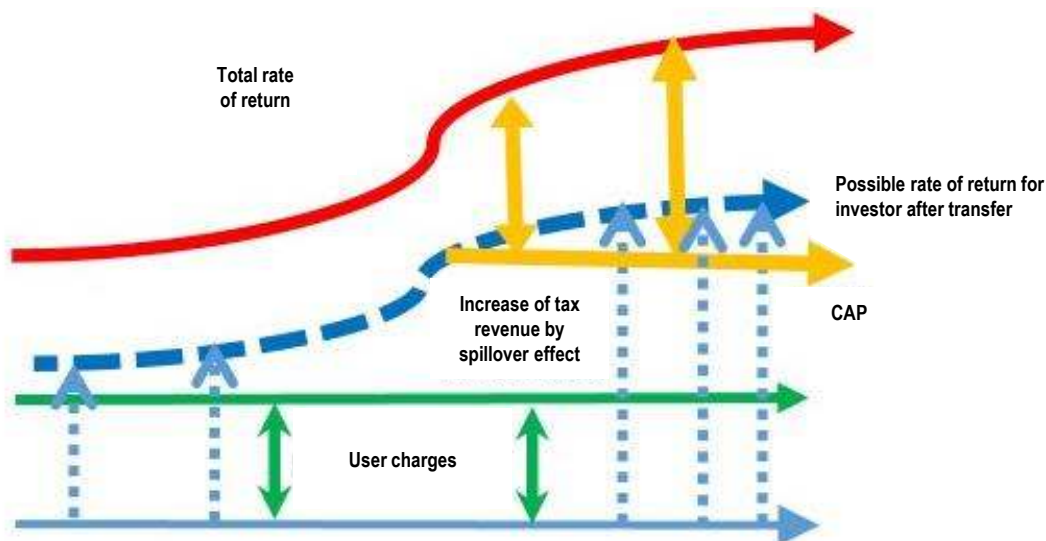 Total rate
of return
Possible rate of return for
investor after transfer
Increase of tax
revenue by
spillover effect
CAP
User charges